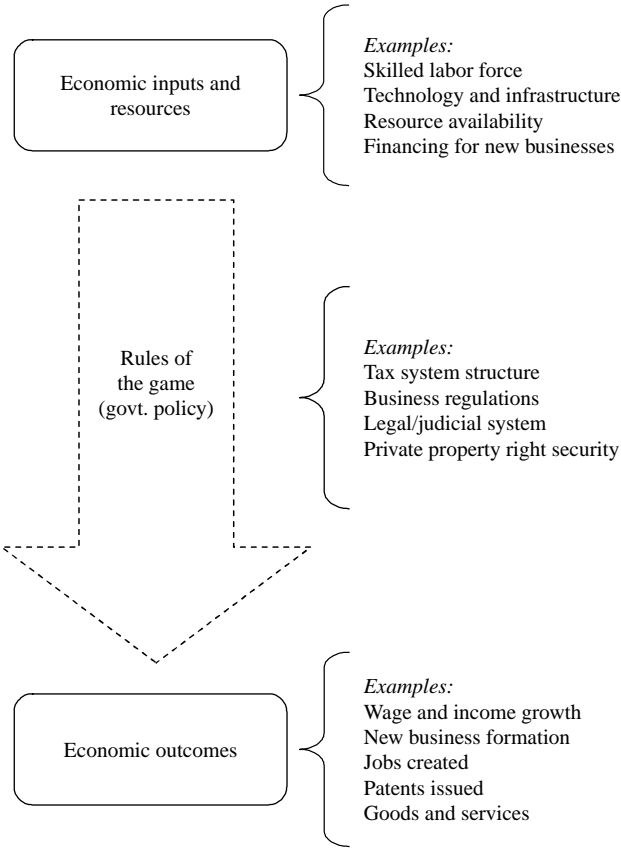 Economic inputs and
resources
Examples:
Skilled labor force
Technology and infrastructure
Resource availability
Financing for new businesses
Rules of
the game
(govt. policy)
Examples:
Tax system structure
Business regulations
Legal/judicial system
Private property right security
Economic outcomes
Examples:
Wage and income growth
New business formation
Jobs created
Patents issued
Goods and services